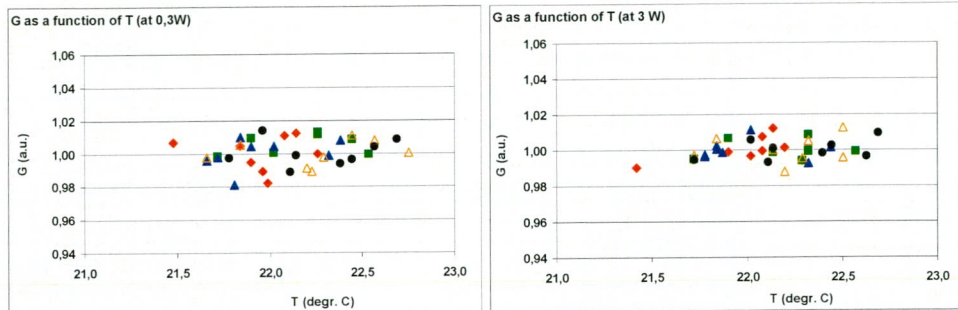 G as a function of T (at 0,3W)
1,06
1,04
1,02
1,00
0,98
0,96
0,94
G (a.u.)
21,0 21,5 22,0 22,5 23,0
T (degr. C)
G as a function of T (at 3 W)
1,06
1,04
1,02
1,00
0,98
0,96
0,94
G (a.u.)
21,0 21,5 22,0 22,5 23,0
T (degr. C)